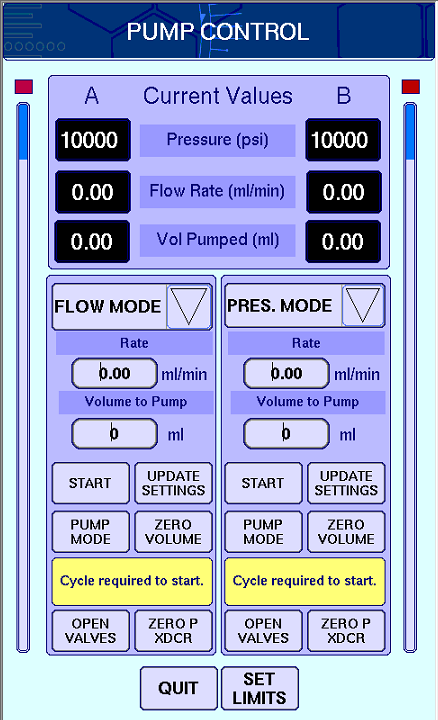 PUMP CONTROL
A Current Values B
10000 Pressure (psi) 10000
0.00 Flow Rate (ml/min) 0.00
0.00 Vol Pumped (ml) 0.00
FLOW MODE PRES. MODE
Rate Rate
0.00 ml/min 0.00 ml/min
Volume to Pump Volume to Pump
0 ml 0 ml
START UPDATE SETTINGS START UPDATE SETTINGS
PUMP MODE ZERO VOLUME PUMP MODE ZERO VOLUME
Cycle required to start. Cycle required to start.
OPEN VALVES ZERO P XDCR OPEN VALVES ZERO P XDCR
QUIT SET LIMITS